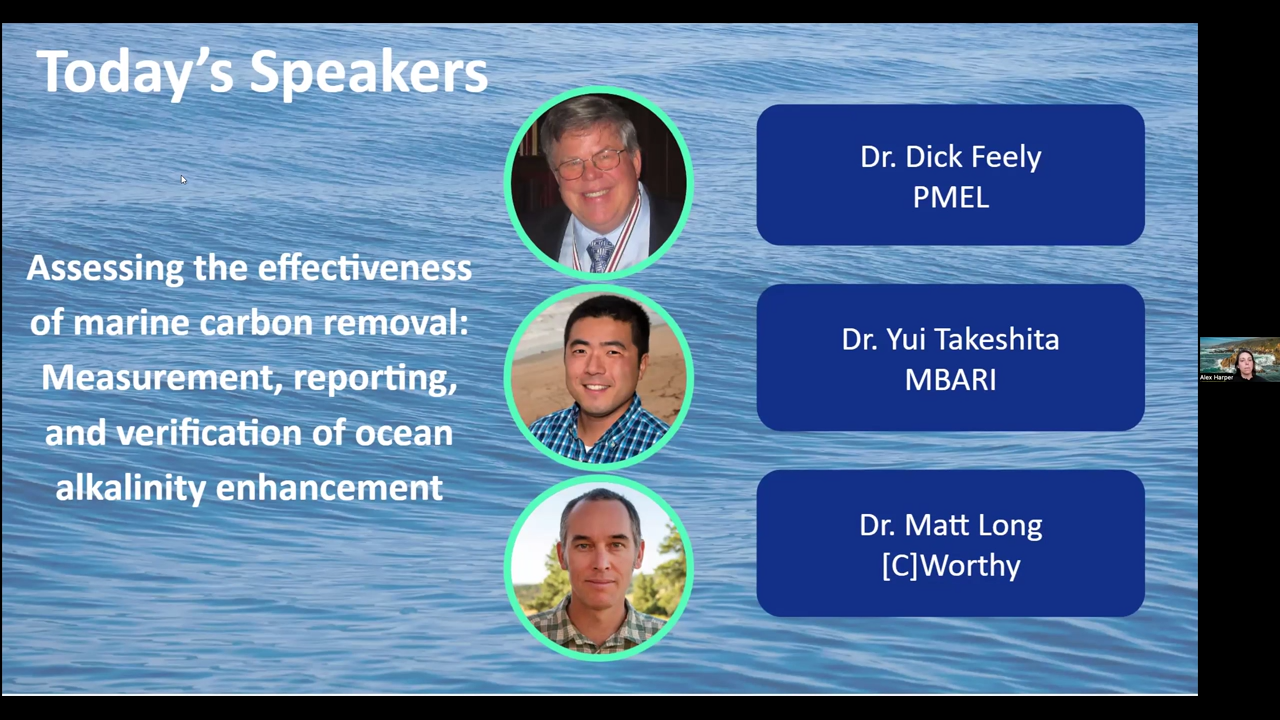 Today's Speakers
Assessing the effectiveness
of marine carbon removal:
Measurement, reporting,
and verification of ocean
alkalinity enhancement
Dr. Dick Feely
PMEL
Dr. Yui Takeshita
MBARI
Dr. Matt Long
[C]Worthy
Alex Harper